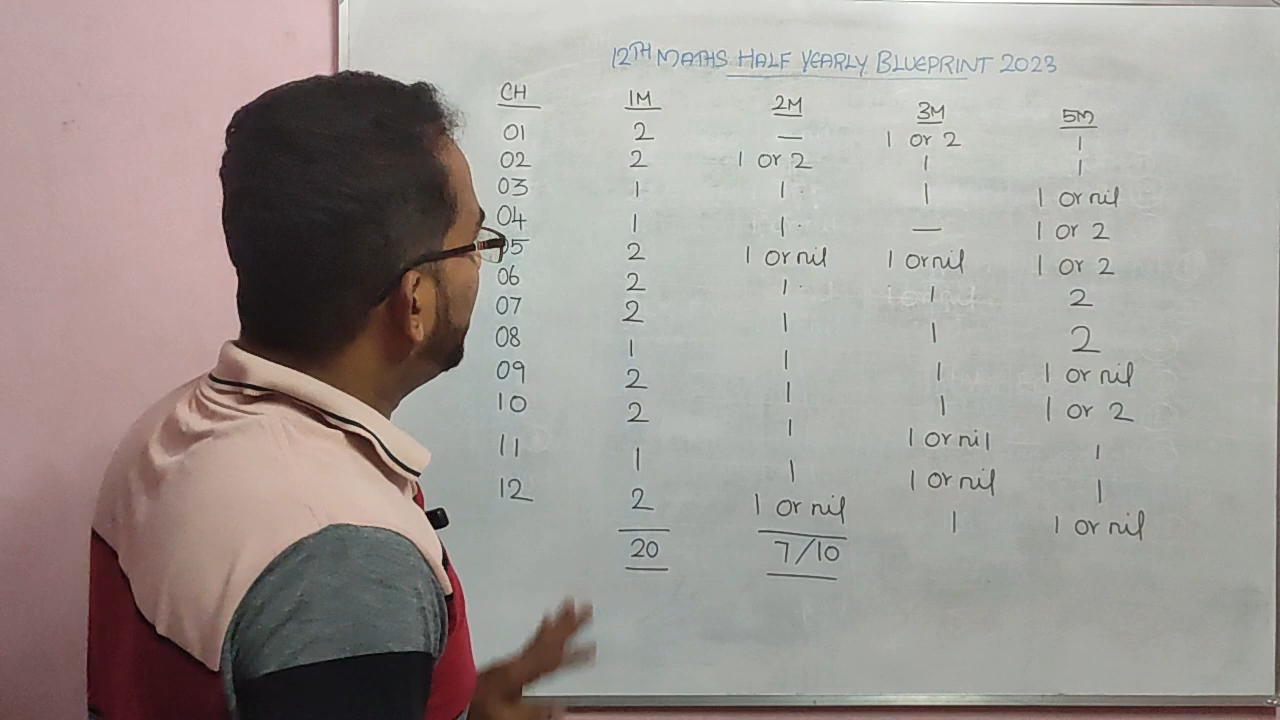 12TH MATHS HALF YEARLY BLUEPRINT 2023
CH 1M 2M 3M 5M
01 2 — 1 or 2 1
02 2 1 or 2 1 1
03 1 1 1 1 or nil
04 1 1 — 1 or 2
05 2 1 or nil 1 or nil 1 or 2
06 2 1 1 2
07 2 1 1 2
08 1 1 1 1 or nil
09 2 1 1 1 or 2
10 2 1 1 or nil 1
11 1 1 1 or nil 1
12 2 1 or nil 1 1 or nil
20 7/10